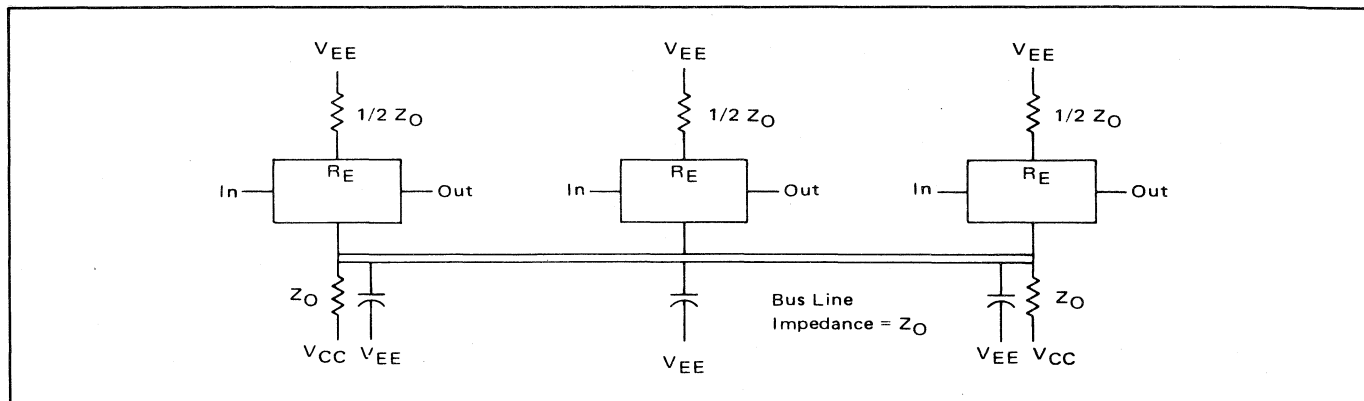 VEE VEE VEE
1/2 ZO 1/2 ZO 1/2 ZO
RE RE RE
In Out In Out In Out
ZO Bus Line ZO
Impedance = ZO
VCC VEE VEE VEE VCC